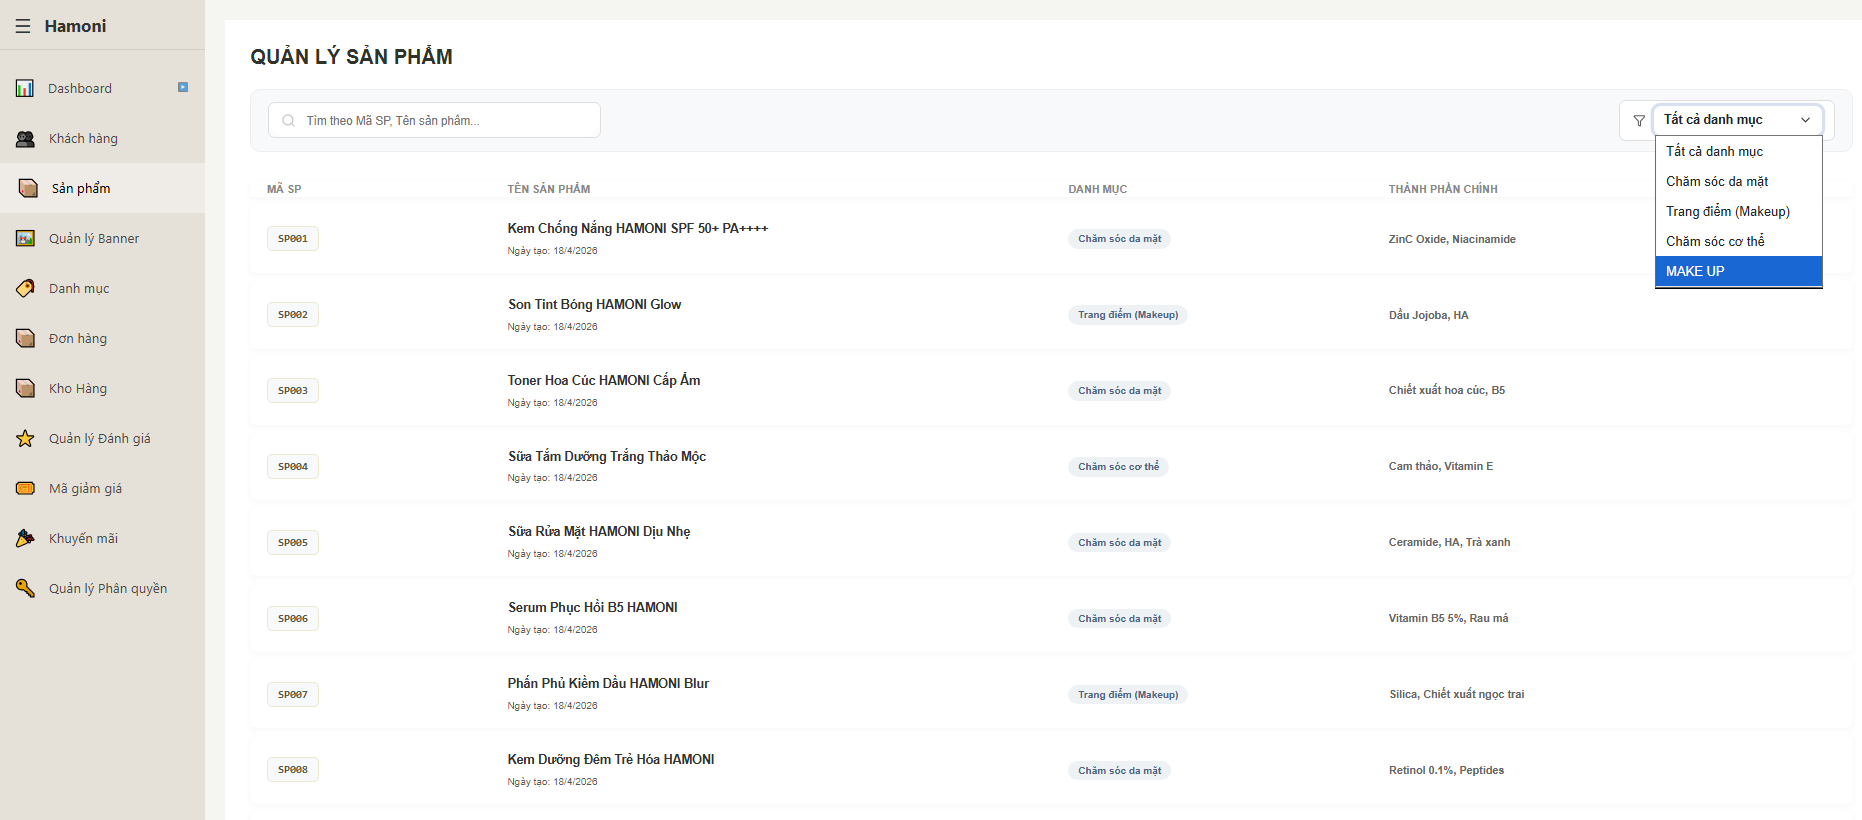 Hamoni
Dashboard
Khách hàng
Sản phẩm
Quản lý Banner
Danh mục
Đơn hàng
Kho Hàng
Quản lý Đánh giá
Mã giảm giá
Khuyến mãi
Quản lý Phân quyền
QUẢN LÝ SẢN PHẨM
Tìm theo Mã SP, Tên sản phẩm...
Tất cả danh mục
Tất cả danh mục
Chăm sóc da mặt
Trang điểm (Makeup)
Chăm sóc cơ thể
MAKE UP
MÃ SP TÊN SẢN PHẨM DANH MỤC THÀNH PHẦN CHÍNH
SP001 Kem Chống Nắng HAMONI SPF 50+ PA++++ Chăm sóc da mặt ZinC Oxide, Niacinamide
Ngày tạo: 18/4/2026
SP002 Son Tint Bóng HAMONI Glow Trang điểm (Makeup) Dầu Jojoba, HA
Ngày tạo: 18/4/2026
SP003 Toner Hoa Cúc HAMONI Cấp Ẩm Chăm sóc da mặt Chiết xuất hoa cúc, B5
Ngày tạo: 18/4/2026
SP004 Sữa Tắm Dưỡng Trắng Thảo Mộc Chăm sóc cơ thể Cam thảo, Vitamin E
Ngày tạo: 18/4/2026
SP005 Sữa Rửa Mặt HAMONI Dịu Nhẹ Chăm sóc da mặt Ceramide, HA, Trà xanh
Ngày tạo: 18/4/2026
SP006 Serum Phục Hồi B5 HAMONI Chăm sóc da mặt Vitamin B5 5%, Rau má
Ngày tạo: 18/4/2026
SP007 Phấn Phủ Kiềm Dầu HAMONI Blur Trang điểm (Makeup) Silica, Chiết xuất ngọc trai
Ngày tạo: 18/4/2026
SP008 Kem Dưỡng Đêm Trẻ Hóa HAMONI Chăm sóc da mặt Retinol 0.1%, Peptides
Ngày tạo: 18/4/2026